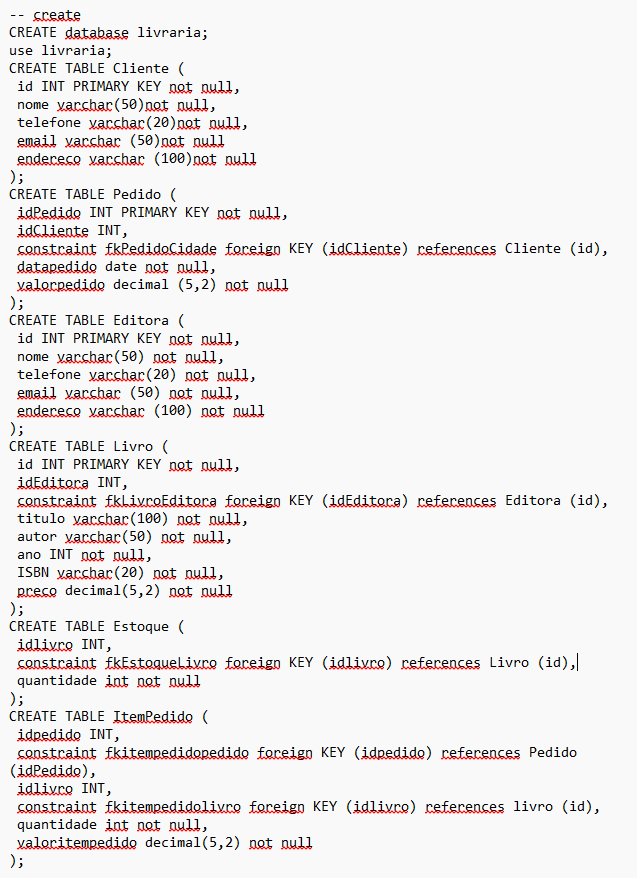 -- create
CREATE database livraria;
use livraria;
CREATE TABLE Cliente (
id INT PRIMARY KEY not null,
nome varchar(50)not null,
telefone varchar(20)not null,
email varchar (50)not null
endereco varchar (100)not null
);
CREATE TABLE Pedido (
idPedido INT PRIMARY KEY not null,
idCliente INT,
constraint fkPedidoCidade foreign KEY (idCliente) references Cliente (id),
datapedido date not null,
valorpedido decimal (5,2) not null
);
CREATE TABLE Editora (
id INT PRIMARY KEY not null,
nome varchar(50) not null,
telefone varchar(20) not null,
email varchar (50) not null,
endereco varchar (100) not null
);
CREATE TABLE Livro (
id INT PRIMARY KEY not null,
idEditora INT,
constraint fkLivroEditora foreign KEY (idEditora) references Editora (id),
titulo varchar(100) not null,
autor varchar(50) not null,
ano INT not null,
ISBN varchar(20) not null,
preco decimal(5,2) not null
);
CREATE TABLE Estoque (
idlivro INT,
constraint fkEstoqueLivro foreign KEY (idlivro) references Livro (id),
quantidade int not null
);
CREATE TABLE ItemPedido (
idpedido INT,
constraint fkitempedidopedido foreign KEY (idpedido) references Pedido
(idPedido),
idlivro INT,
constraint fkitempedidolivro foreign KEY (idlivro) references livro (id),
quantidade int not null,
valoritempedido decimal(5,2) not null
);